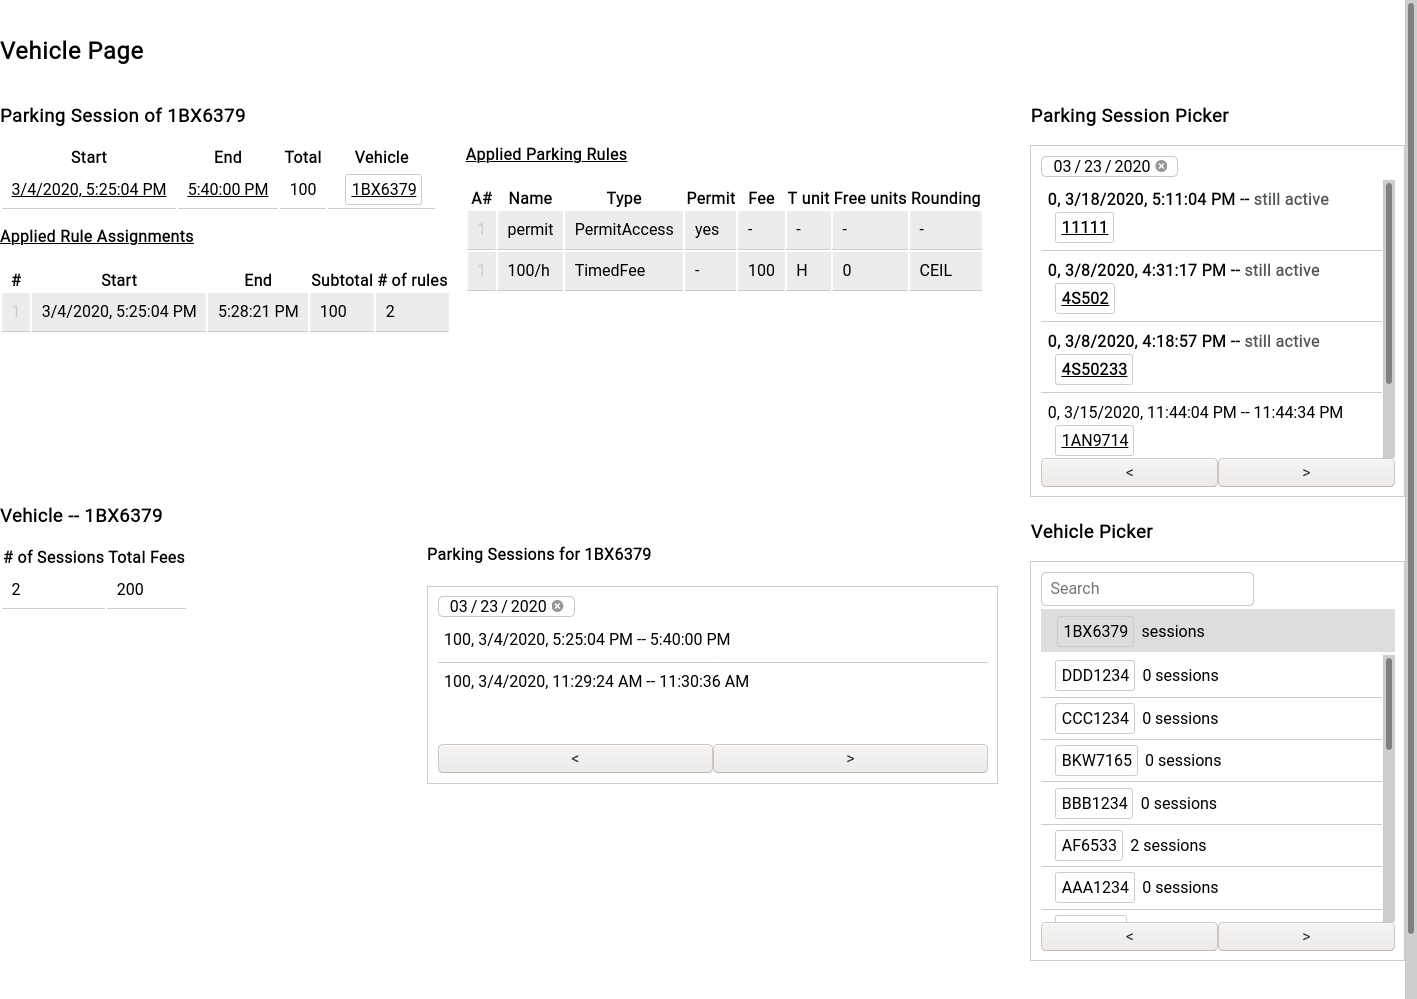 Vehicle Page
Parking Session of 1BX6379
Start End Total Vehicle
3/4/2020, 5:25:04 PM 5:40:00 PM 100 1BX6379
Applied Rule Assignments
# Start End Subtotal # of rules
1 3/4/2020, 5:25:04 PM 5:28:21 PM 100 2
Applied Parking Rules
A# Name Type Permit Fee T unit Free units Rounding
1 permit PermitAccess yes - - - -
1 100/h TimedFee - 100 H 0 CEIL
Parking Session Picker
03 / 23 / 2020
0, 3/18/2020, 5:11:04 PM -- still active
11111
0, 3/8/2020, 4:31:17 PM -- still active
4S502
0, 3/8/2020, 4:18:57 PM -- still active
4S50233
0, 3/15/2020, 11:44:04 PM -- 11:44:34 PM
1AN9714
< >
Vehicle -- 1BX6379
# of Sessions Total Fees
2 200
Parking Sessions for 1BX6379
03 / 23 / 2020
100, 3/4/2020, 5:25:04 PM -- 5:40:00 PM
100, 3/4/2020, 11:29:24 AM -- 11:30:36 AM
< >
Vehicle Picker
Search
1BX6379 sessions
DDD1234 0 sessions
CCC1234 0 sessions
BKW7165 0 sessions
BBB1234 0 sessions
AF6533 2 sessions
AAA1234 0 sessions
< >